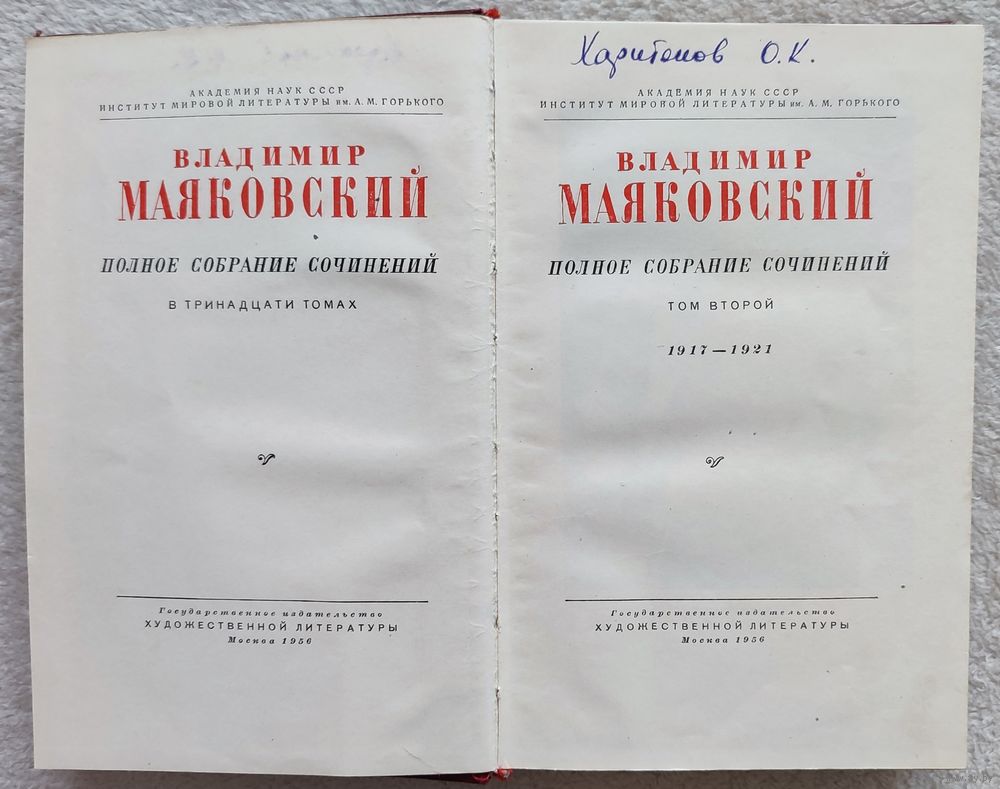 АКАДЕМИЯ НАУК СССР
ИНСТИТУТ МИРОВОЙ ЛИТЕРАТУРЫ им. А. М. ГОРЬКОГО
ВЛАДИМИР
МАЯКОВСКИЙ
ПОЛНОЕ СОБРАНИЕ СОЧИНЕНИЙ
В ТРИНАДЦАТИ ТОМАХ
Государственное издательство
ХУДОЖЕСТВЕННОЙ ЛИТЕРАТУРЫ
Москва 1956
Харитонов О.К.
АКАДЕМИЯ НАУК СССР
ИНСТИТУТ МИРОВОЙ ЛИТЕРАТУРЫ им. А. М. ГОРЬКОГО
ВЛАДИМИР
МАЯКОВСКИЙ
ПОЛНОЕ СОБРАНИЕ СОЧИНЕНИЙ
ТОМ ВТОРОЙ
1917—1921
Государственное издательство
ХУДОЖЕСТВЕННОЙ ЛИТЕРАТУРЫ
Москва 1956